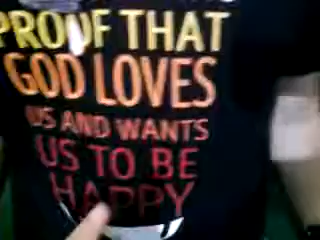 PROOF THAT
GOD LOVES
US AND WANTS
US TO BE
HAPPY